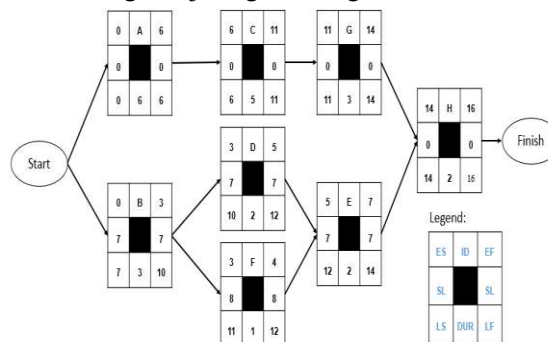 0 A 6
0 0
0 6 6
6 C 11
0 0
6 5 11
11 G 14
0 0
11 3 14
14 H 16
0 0
14 2 16
Start
Finish
3 D 5
7 7
10 2 12
0 B 3
7 7
7 3 10
5 E 7
7 7
12 2 14
3 F 4
8 8
11 1 12
Legend:
ES ID EF
SL SL
LS DUR LF